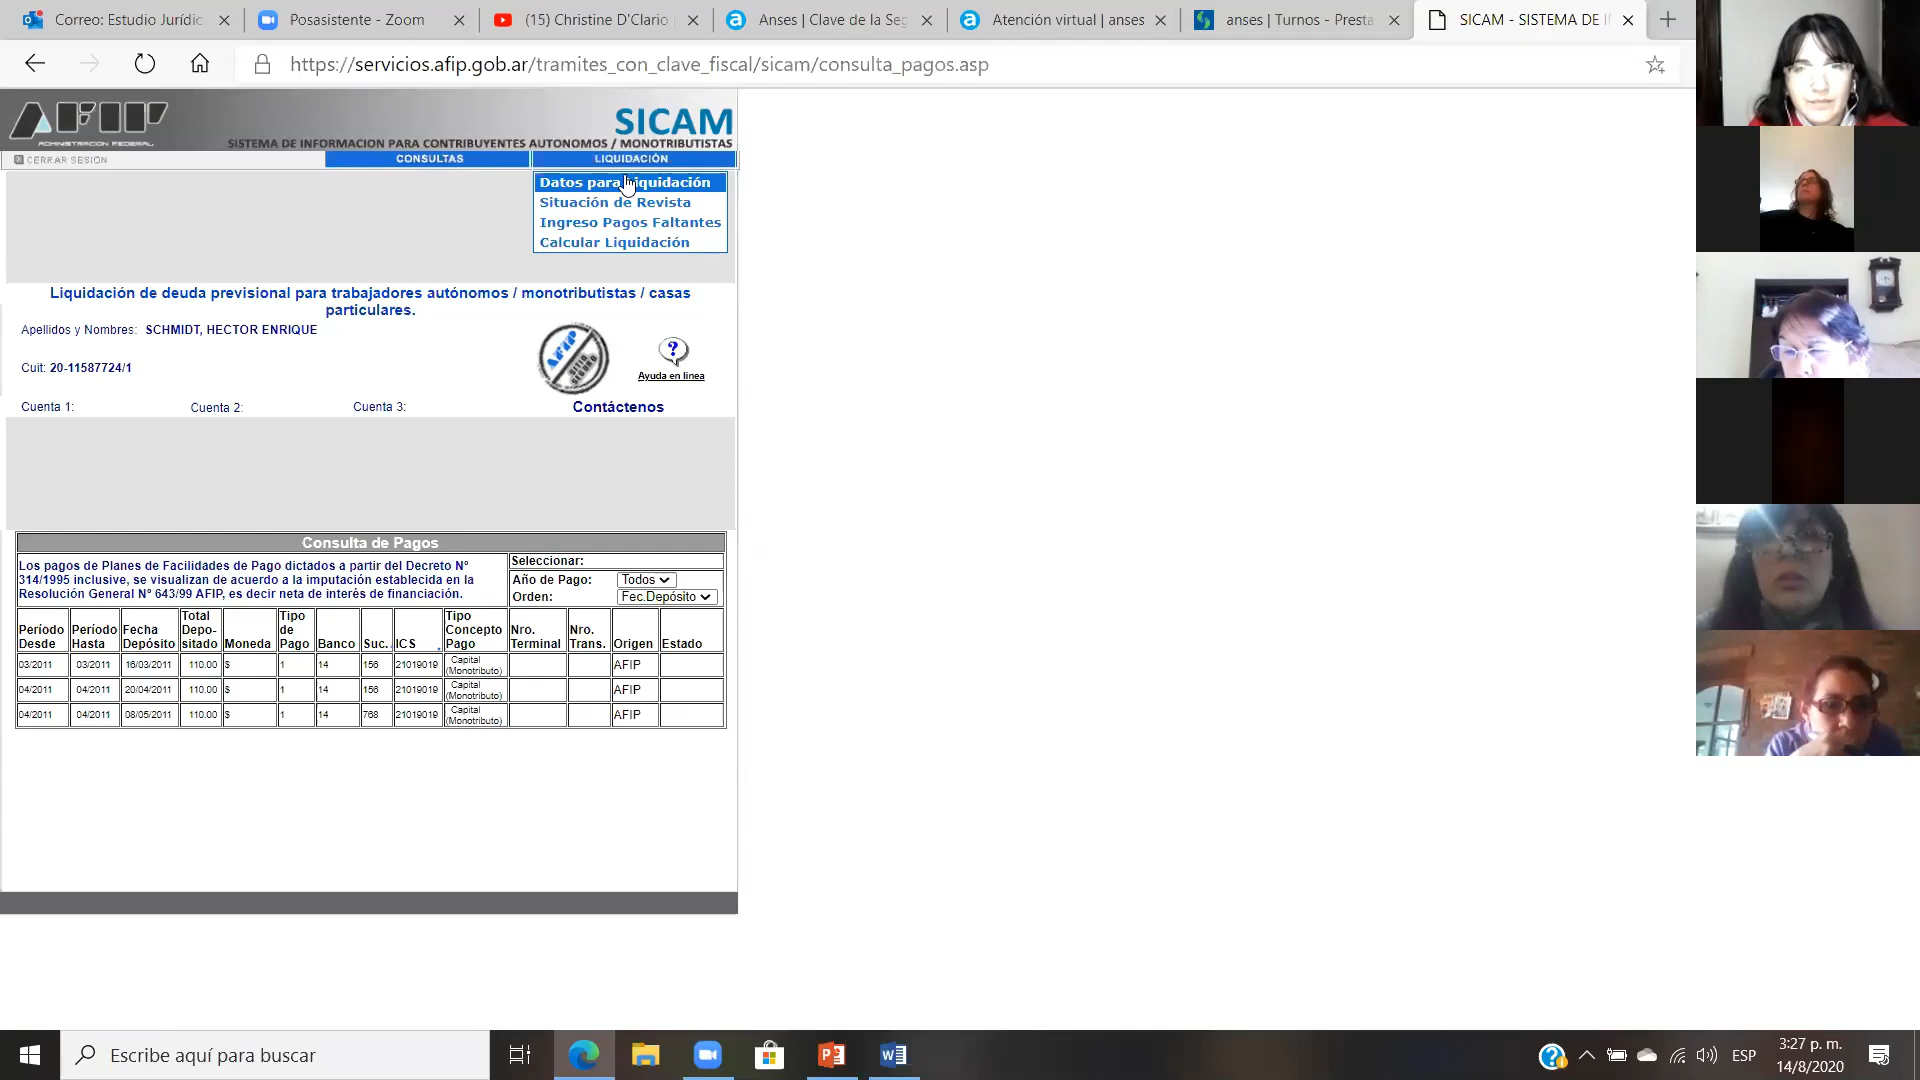 Correo: Estudio Jurídic
Posasistente - Zoom
(15) Christine D'Clario
Anses | Clave de la Seg
Atención virtual | anses
anses | Turnos - Presta
SICAM - SISTEMA DE I
https://servicios.afip.gob.ar/tramites_con_clave_fiscal/sicam/consulta_pagos.asp
AFIP
ADMINISTRACION FEDERAL
SICAM
SISTEMA DE INFORMACION PARA CONTRIBUYENTES AUTONOMOS / MONOTRIBUTISTAS
CERRAR SESION
CONSULTAS
LIQUIDACIÓN
Datos para Liquidación
Situación de Revista
Ingreso Pagos Faltantes
Calcular Liquidación
Liquidación de deuda previsional para trabajadores autónomos / monotributistas / casas
particulares.
Apellidos y Nombres: SCHMIDT, HECTOR ENRIQUE
AFIP
SITIO SEGURO
?
Ayuda en linea
Cuit: 20-11587724/1
Cuenta 1: Cuenta 2: Cuenta 3: Contáctenos
Consulta de Pagos
Los pagos de Planes de Facilidades de Pago dictados a partir del Decreto N°
314/1995 inclusive, se visualizan de acuerdo a la imputación establecida en la
Resolución General N° 643/99 AFIP, es decir neta de interés de financiación.
Seleccionar:
Año de Pago: Todos
Orden: Fec.Depósito
Período Desde Período Hasta Fecha Depósito Total Depo- sitado Moneda Tipo de Pago Banco Suc. ICS Tipo Concepto Pago Nro. Terminal Nro. Trans. Origen Estado
03/2011 03/2011 16/03/2011 110.00 $ 1 14 156 21019019 Capital (Monotributo) AFIP
04/2011 04/2011 20/04/2011 110.00 $ 1 14 156 21019019 Capital (Monotributo) AFIP
04/2011 04/2011 08/05/2011 110.00 $ 1 14 768 21019019 Capital (Monotributo) AFIP
Escribe aquí para buscar
ESP
3:27 p. m.
14/8/2020